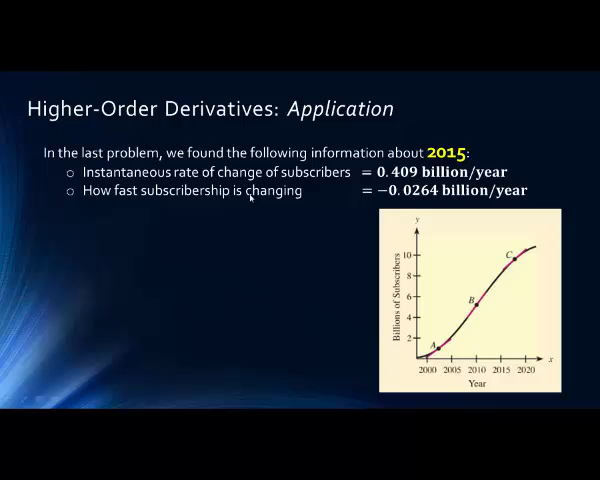 Higher-Order Derivatives: Application
In the last problem, we found the following information about 2015:
○ Instantaneous rate of change of subscribers = 0.409 billion/year
○ How fast subscribership is changing = −0.0264 billion/year
y
10
8
6
4
2
Billions of Subscribers
A
B
C
2000 2005 2010 2015 2020
x
Year